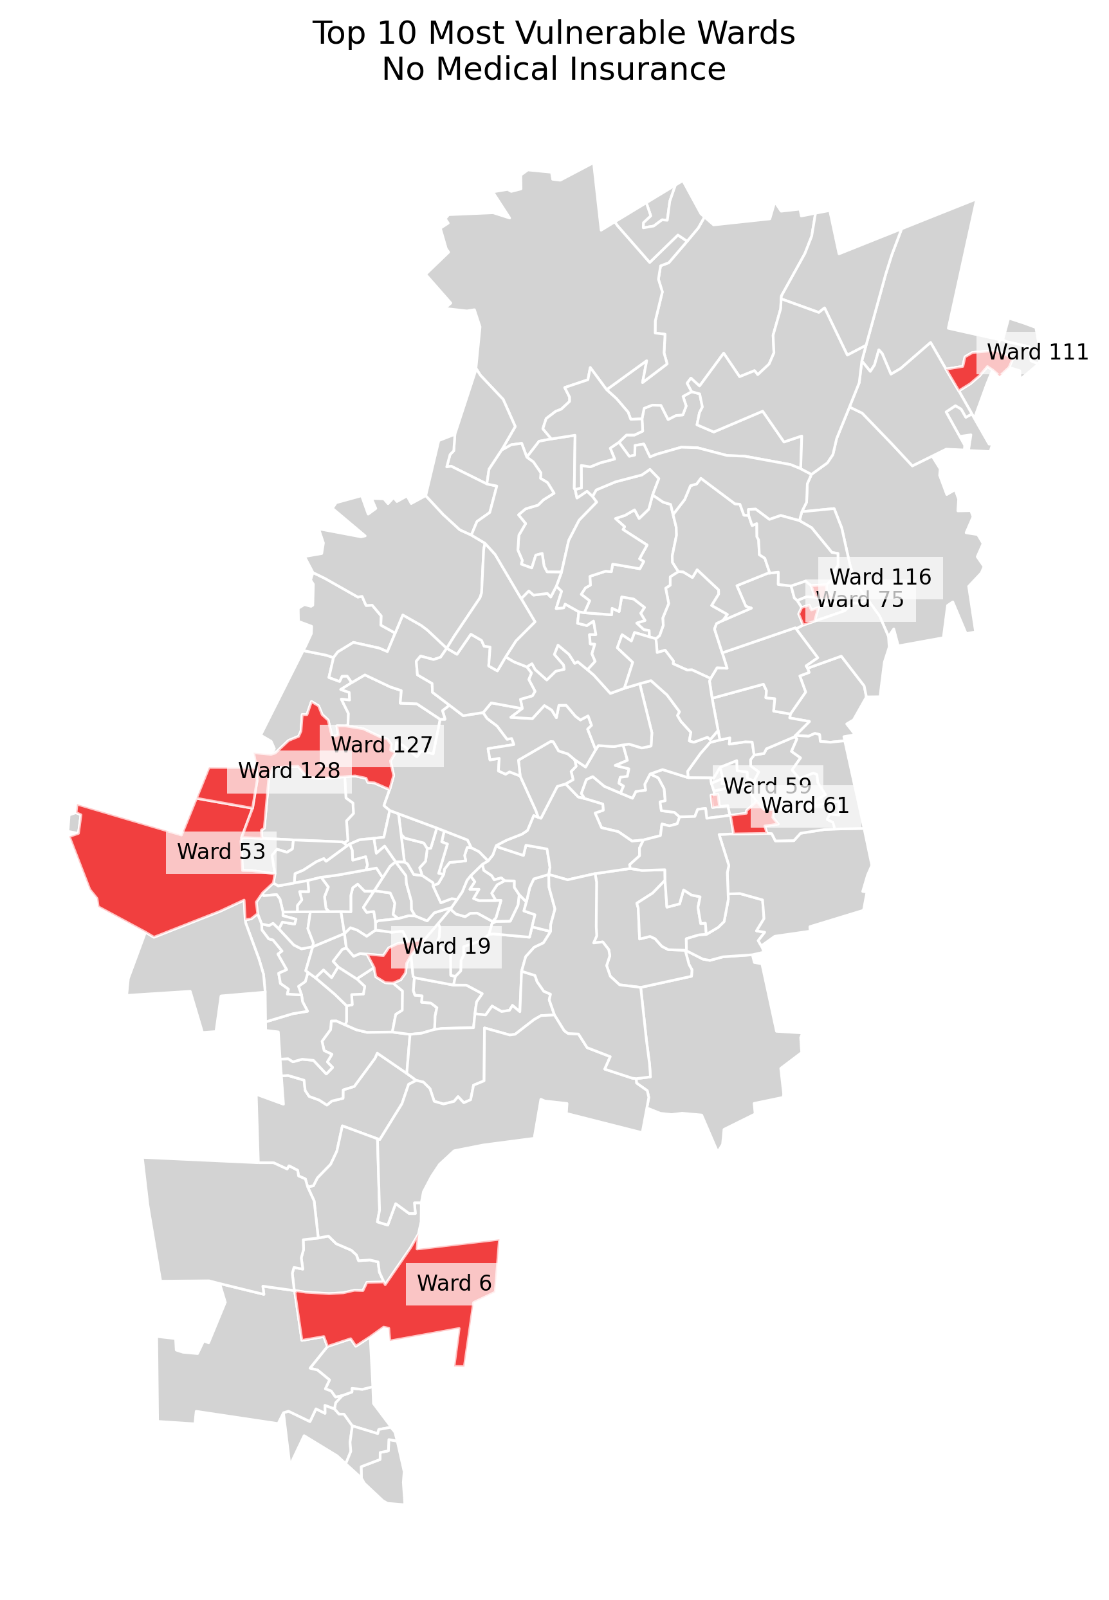 Top 10 Most Vulnerable Wards
No Medical Insurance
Ward 111
Ward 116
Ward 75
Ward 127
Ward 128
Ward 59
Ward 61
Ward 53
Ward 19
Ward 6